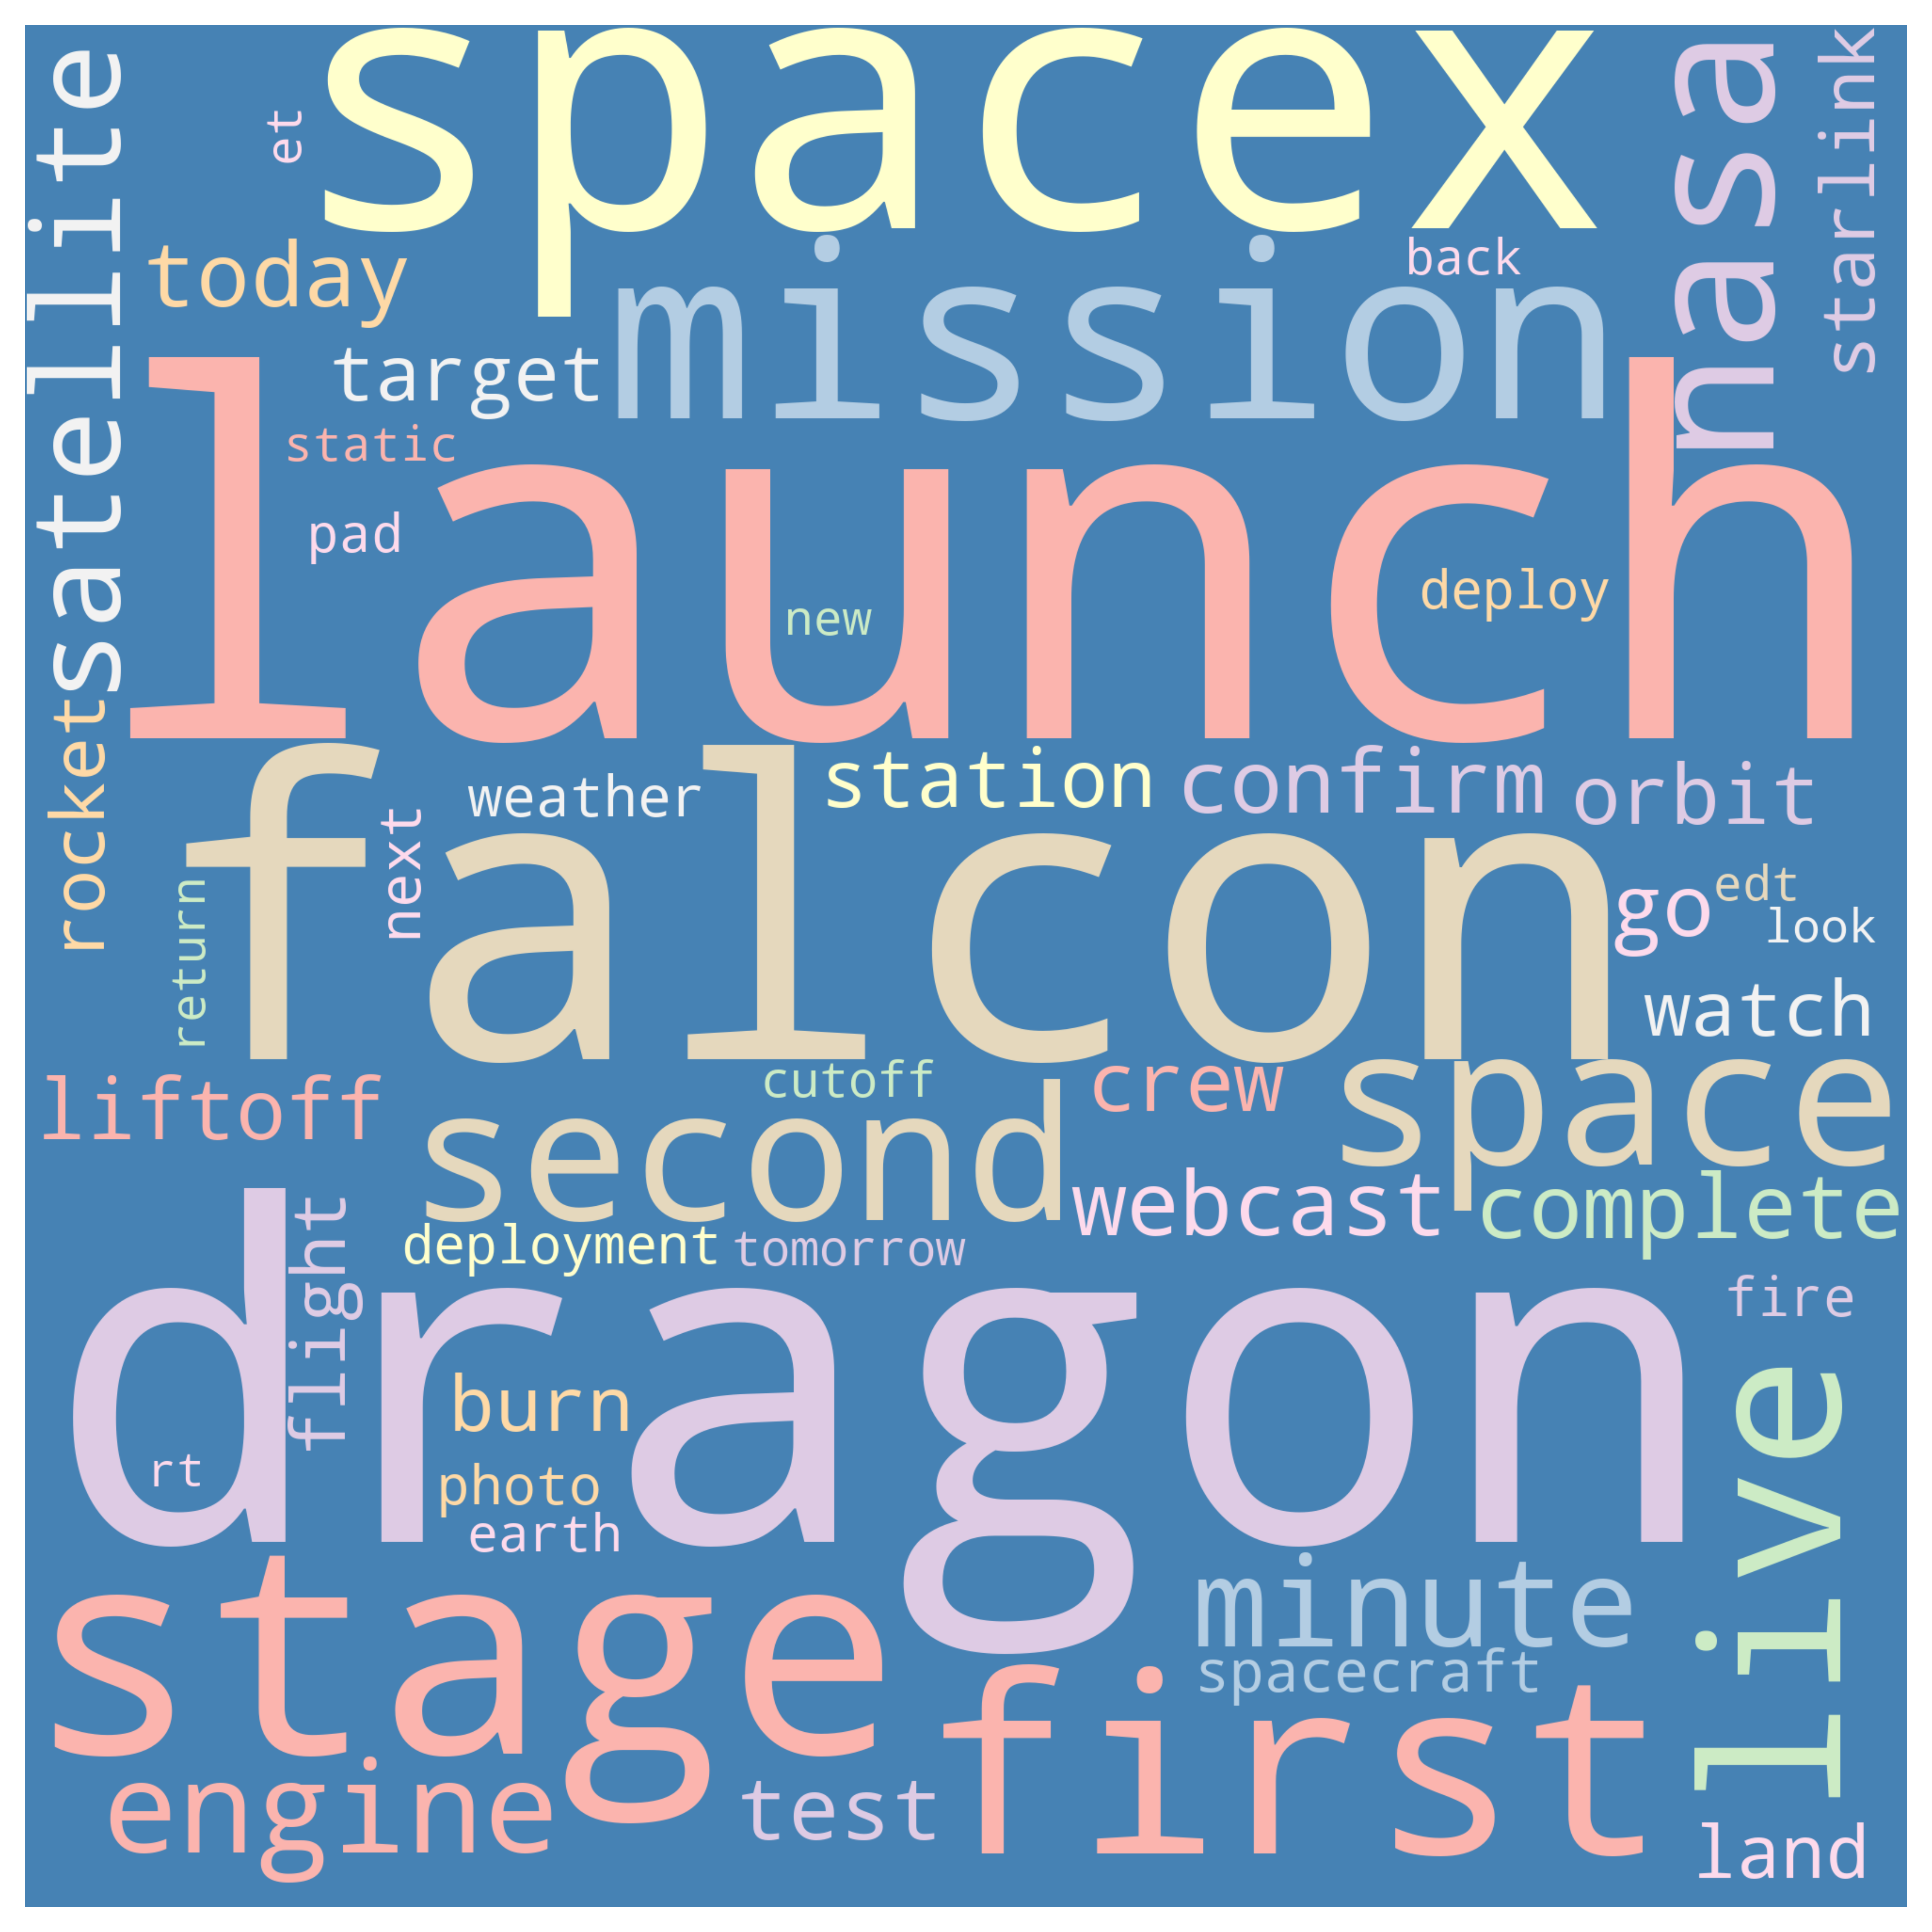 spacex
satellite
nasa
starlink
et
today
back
mission
target
launch
static
pad
new
deploy
rocket
falcon
weather
station
confirm
orbit
next
return
go
edt
look
watch
liftoff
cutoff
crew
space
second
webcast
complete
flight
deployment
tomorrow
dragon
fire
live
burn
rt
photo
earth
stage
minute
spacecraft
first
engine
test
land